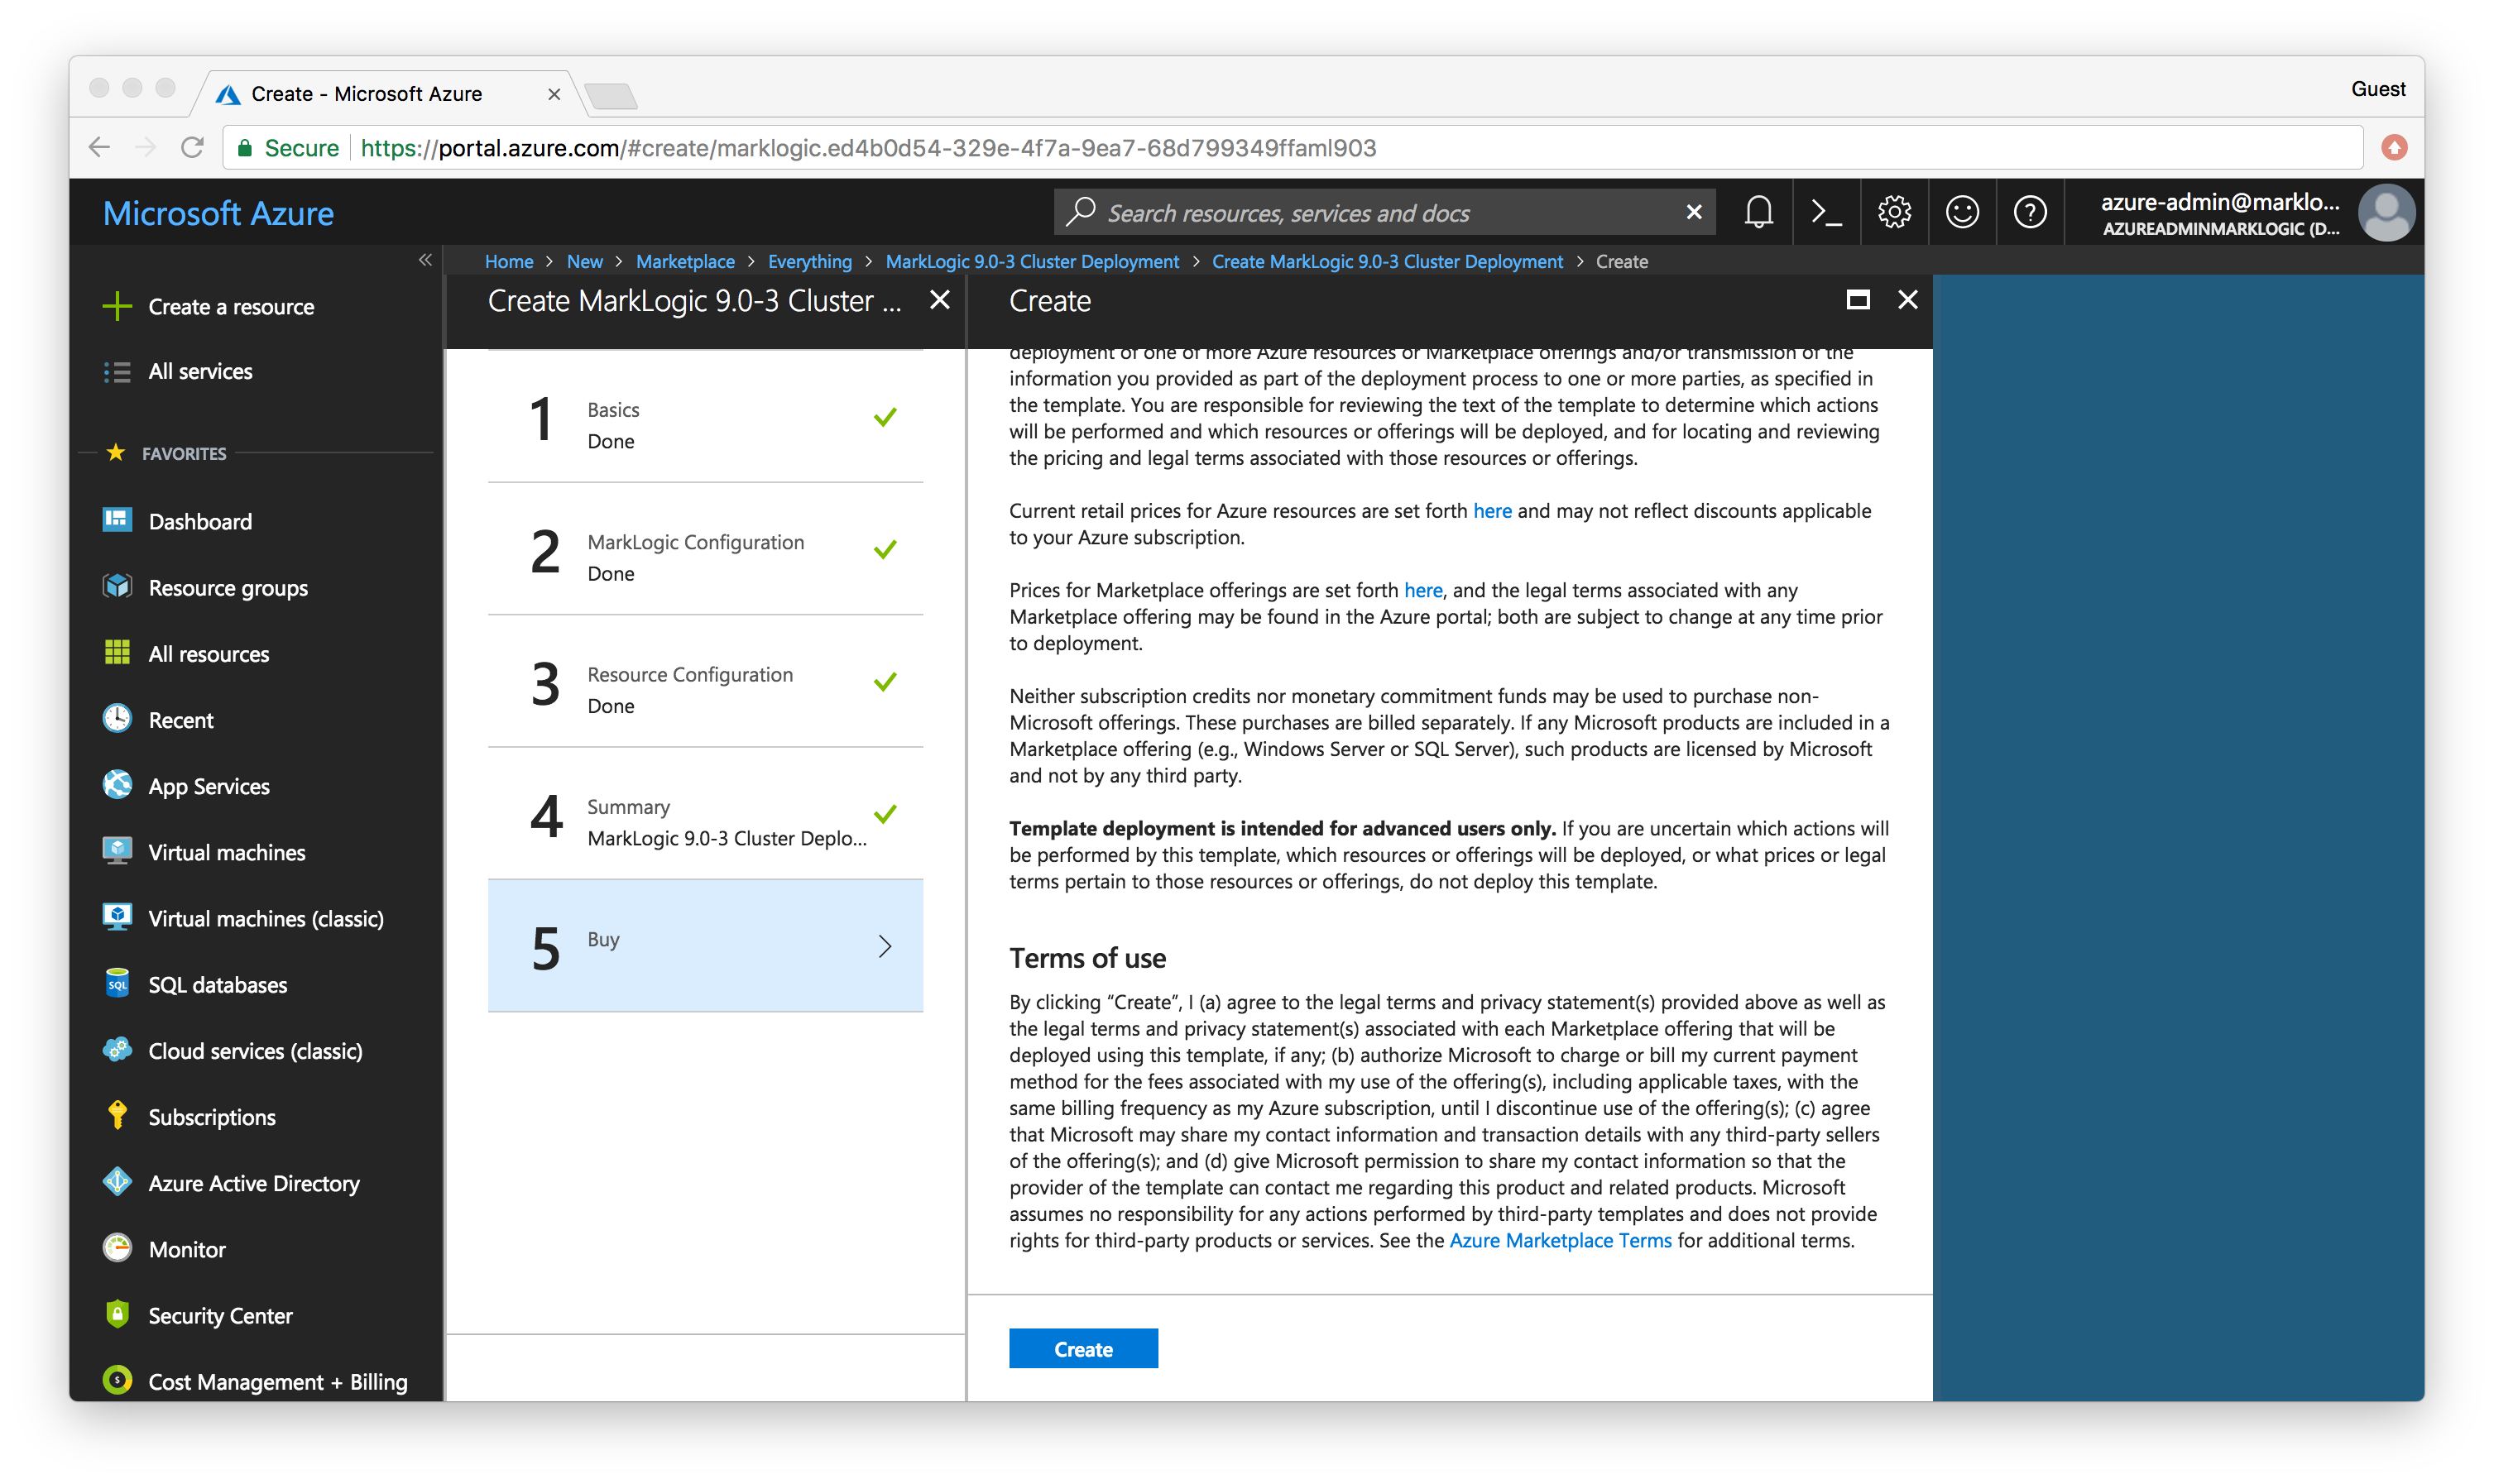 Create - Microsoft Azure
Guest
Secure
https://portal.azure.com/#create/marklogic.ed4b0d54-329e-4f7a-9ea7-68d799349ffaml903
Microsoft Azure
Search resources, services and docs
azure-admin@marklo...
AZUREADMINMARKLOGIC (D...
Home > New > Marketplace > Everything > MarkLogic 9.0-3 Cluster Deployment > Create MarkLogic 9.0-3 Cluster Deployment > Create
Create a resource
All services
FAVORITES
Dashboard
Resource groups
All resources
Recent
App Services
Virtual machines
Virtual machines (classic)
SQL databases
Cloud services (classic)
Subscriptions
Azure Active Directory
Monitor
Security Center
Cost Management + Billing
Create MarkLogic 9.0-3 Cluster ...
1
Basics
Done
2
MarkLogic Configuration
Done
3
Resource Configuration
Done
4
Summary
MarkLogic 9.0-3 Cluster Deplo...
5
Buy
Create
deployment of one or more Azure resources or Marketplace offerings and/or transmission of the
information you provided as part of the deployment process to one or more parties, as specified in
the template. You are responsible for reviewing the text of the template to determine which actions
will be performed and which resources or offerings will be deployed, and for locating and reviewing
the pricing and legal terms associated with those resources or offerings.
Current retail prices for Azure resources are set forth here and may not reflect discounts applicable
to your Azure subscription.
Prices for Marketplace offerings are set forth here, and the legal terms associated with any
Marketplace offering may be found in the Azure portal; both are subject to change at any time prior
to deployment.
Neither subscription credits nor monetary commitment funds may be used to purchase non-
Microsoft offerings. These purchases are billed separately. If any Microsoft products are included in a
Marketplace offering (e.g., Windows Server or SQL Server), such products are licensed by Microsoft
and not by any third party.
Template deployment is intended for advanced users only. If you are uncertain which actions will
be performed by this template, which resources or offerings will be deployed, or what prices or legal
terms pertain to those resources or offerings, do not deploy this template.
Terms of use
By clicking “Create”, I (a) agree to the legal terms and privacy statement(s) provided above as well as
the legal terms and privacy statement(s) associated with each Marketplace offering that will be
deployed using this template, if any; (b) authorize Microsoft to charge or bill my current payment
method for the fees associated with my use of the offering(s), including applicable taxes, with the
same billing frequency as my Azure subscription, until I discontinue use of the offering(s); (c) agree
that Microsoft may share my contact information and transaction details with any third-party sellers
of the offering(s); and (d) give Microsoft permission to share my contact information so that the
provider of the template can contact me regarding this product and related products. Microsoft
assumes no responsibility for any actions performed by third-party templates and does not provide
rights for third-party products or services. See the Azure Marketplace Terms for additional terms.
Create